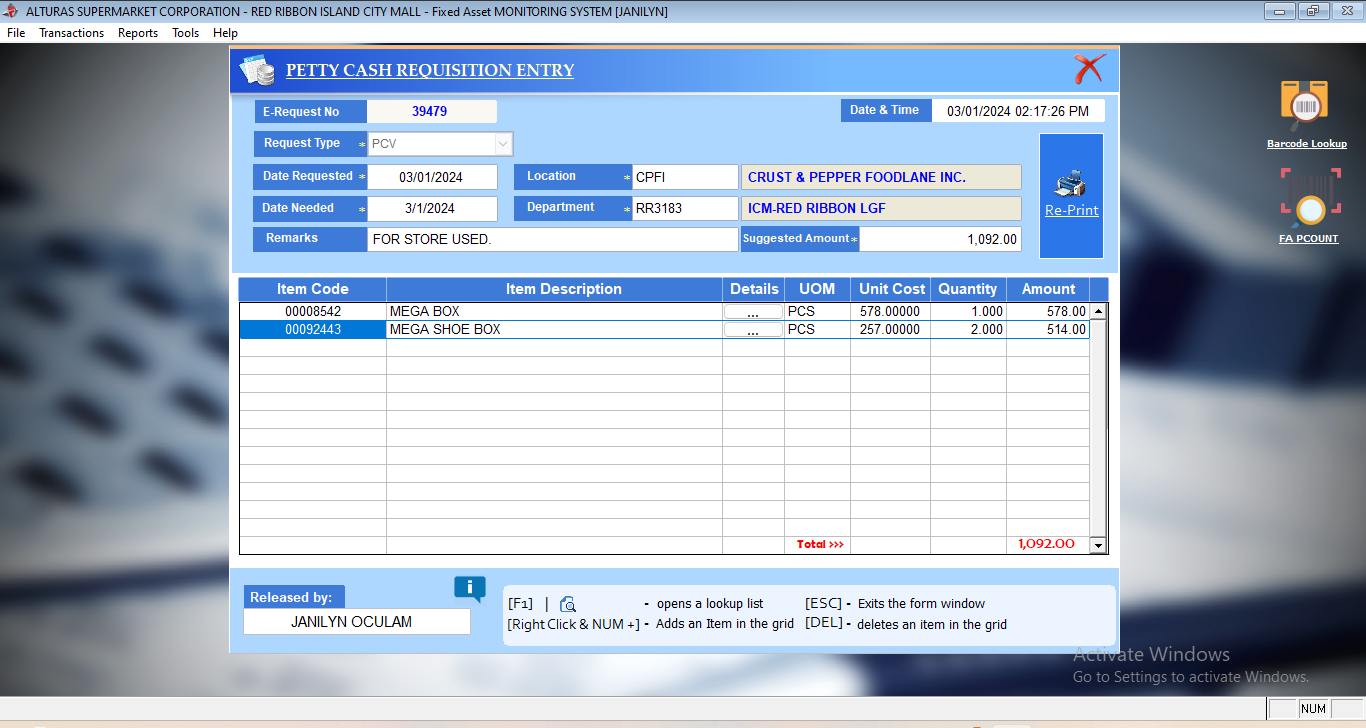 ALTURAS SUPERMARKET CORPORATION - RED RIBBON ISLAND CITY MALL - Fixed Asset MONITORING SYSTEM [JANILYN]
File Transactions Reports Tools Help
PETTY CASH REQUISITION ENTRY
E-Request No 39479 Date & Time 03/01/2024 02:17:26 PM
Request Type * PCV
Date Requested * 03/01/2024 Location * CPFI CRUST & PEPPER FOODLANE INC.
Date Needed * 3/1/2024 Department * RR3183 ICM-RED RIBBON LGF
Remarks FOR STORE USED. Suggested Amount* 1,092.00
Re-Print
Barcode Lookup
FA PCOUNT
Item Code Item Description Details UOM Unit Cost Quantity Amount
00008542 MEGA BOX ... PCS 578.00000 1.000 578.00
00092443 MEGA SHOE BOX ... PCS 257.00000 2.000 514.00
Total >>> 1,092.00
Released by:
JANILYN OCULAM
i
[F1] | - opens a lookup list [ESC] - Exits the form window
[Right Click & NUM +] - Adds an Item in the grid [DEL] - deletes an item in the grid
Activate Windows
Go to Settings to activate Windows.
NUM